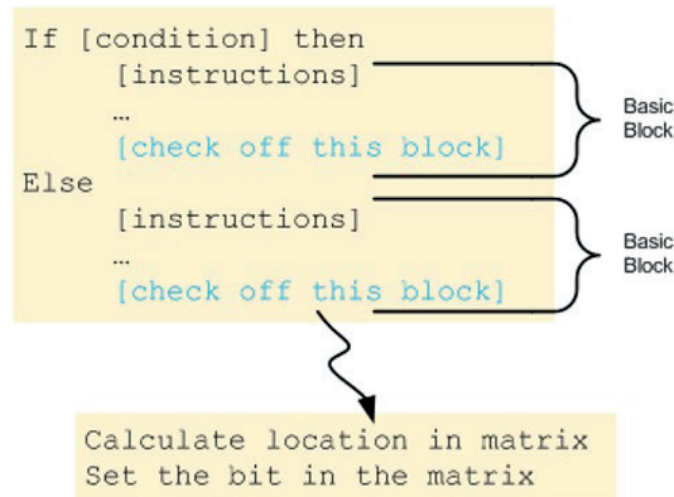 If [condition] then
[instructions]
…
[check off this block]
Else
[instructions]
…
[check off this block]
Basic
Block
Basic
Block
Calculate location in matrix
Set the bit in the matrix